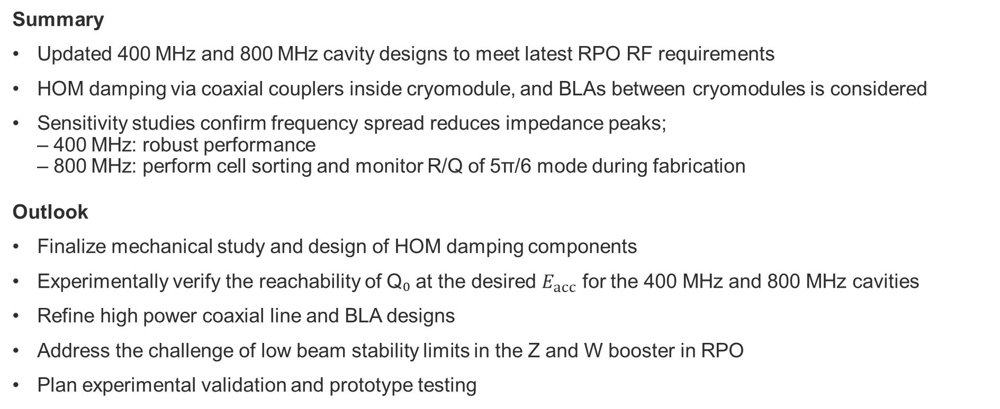 Summary
• Updated 400 MHz and 800 MHz cavity designs to meet latest RPO RF requirements
• HOM damping via coaxial couplers inside cryomodule, and BLAs between cryomodules is considered
• Sensitivity studies confirm frequency spread reduces impedance peaks;
– 400 MHz: robust performance
– 800 MHz: perform cell sorting and monitor R/Q of 5π/6 mode during fabrication
Outlook
• Finalize mechanical study and design of HOM damping components
• Experimentally verify the reachability of Q₀ at the desired E_acc for the 400 MHz and 800 MHz cavities
• Refine high power coaxial line and BLA designs
• Address the challenge of low beam stability limits in the Z and W booster in RPO
• Plan experimental validation and prototype testing